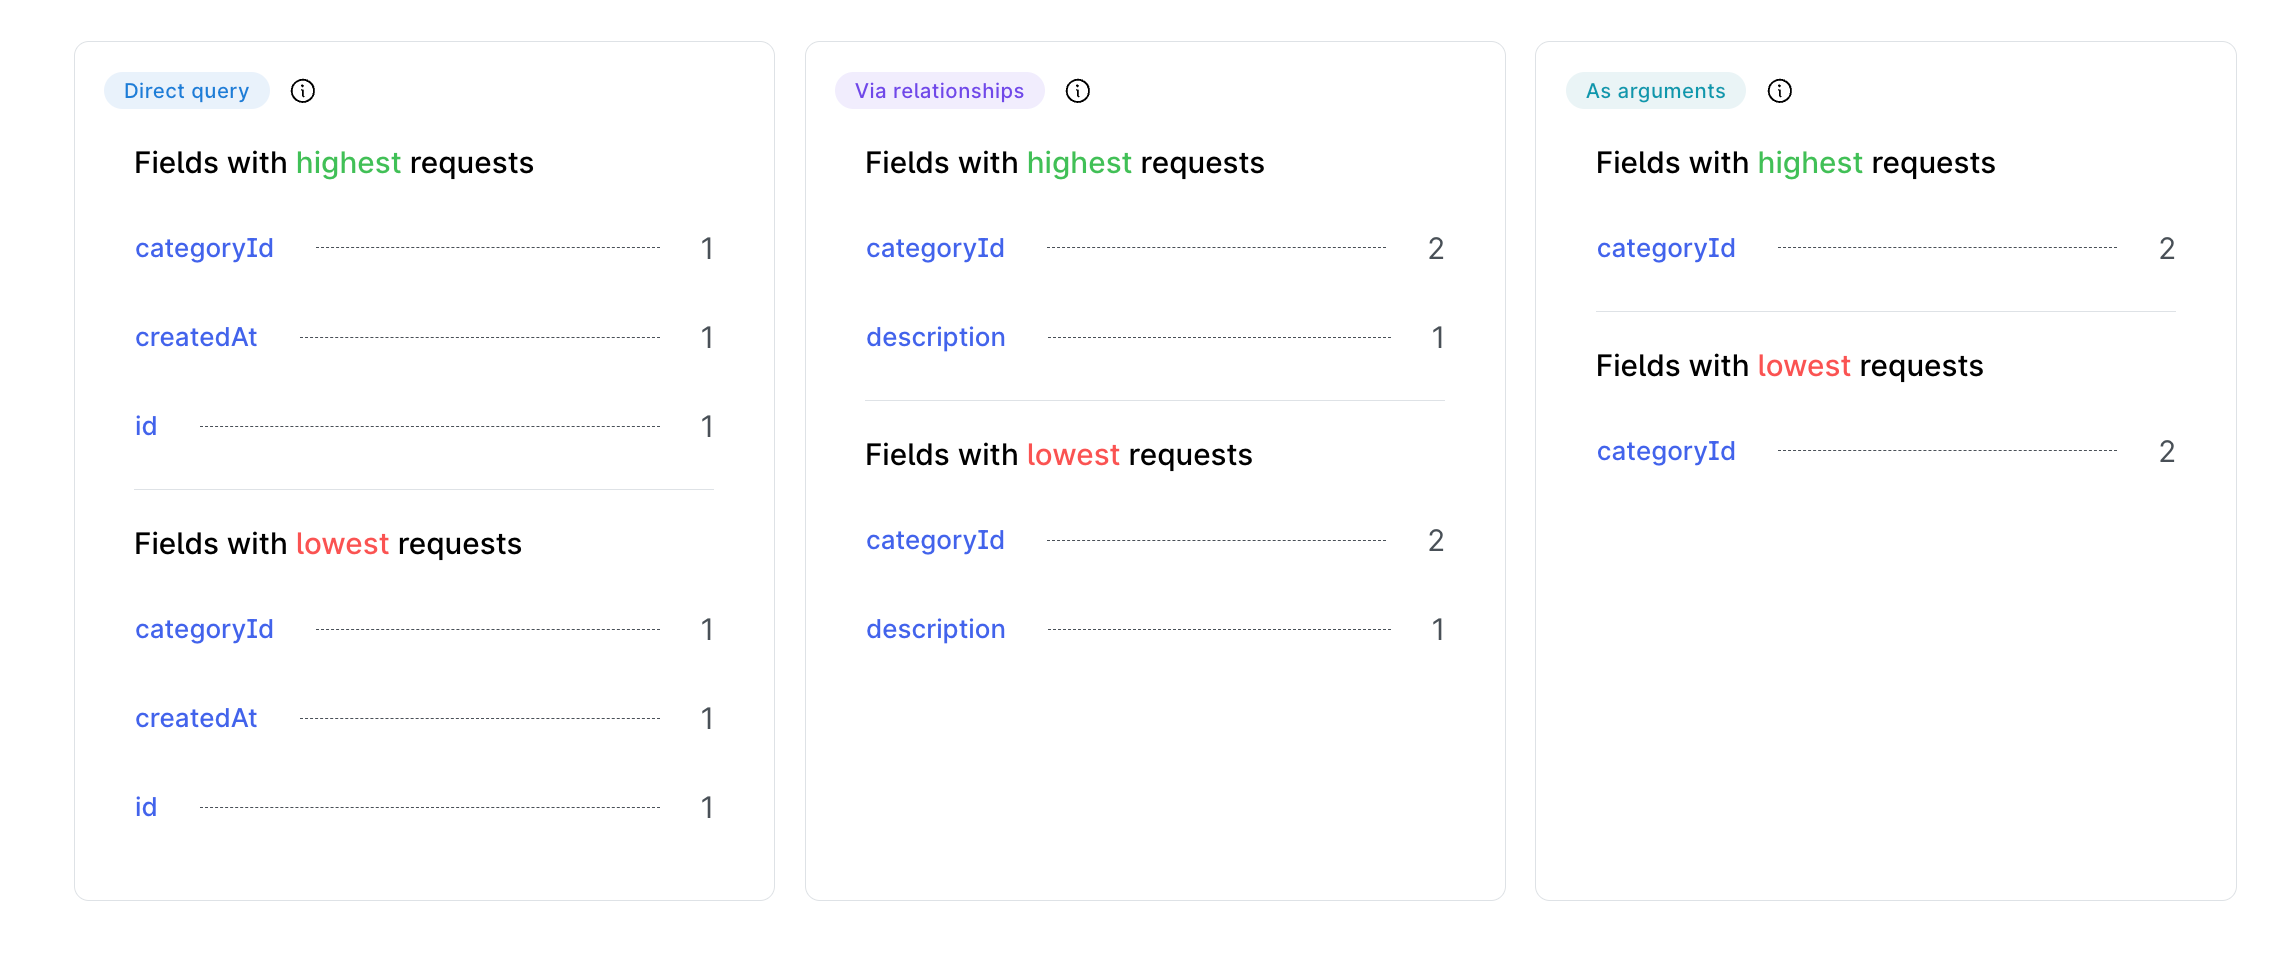 Direct query
Fields with highest requests
categoryId 1
createdAt 1
id 1
Fields with lowest requests
categoryId 1
createdAt 1
id 1
Via relationships
Fields with highest requests
categoryId 2
description 1
Fields with lowest requests
categoryId 2
description 1
As arguments
Fields with highest requests
categoryId 2
Fields with lowest requests
categoryId 2